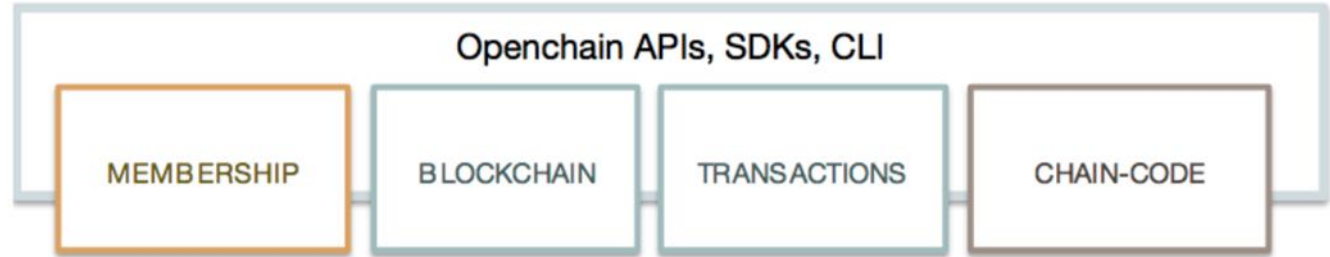 Openchain APIs, SDKs, CLI
MEMBERSHIP BLOCKCHAIN TRANSACTIONS CHAIN-CODE